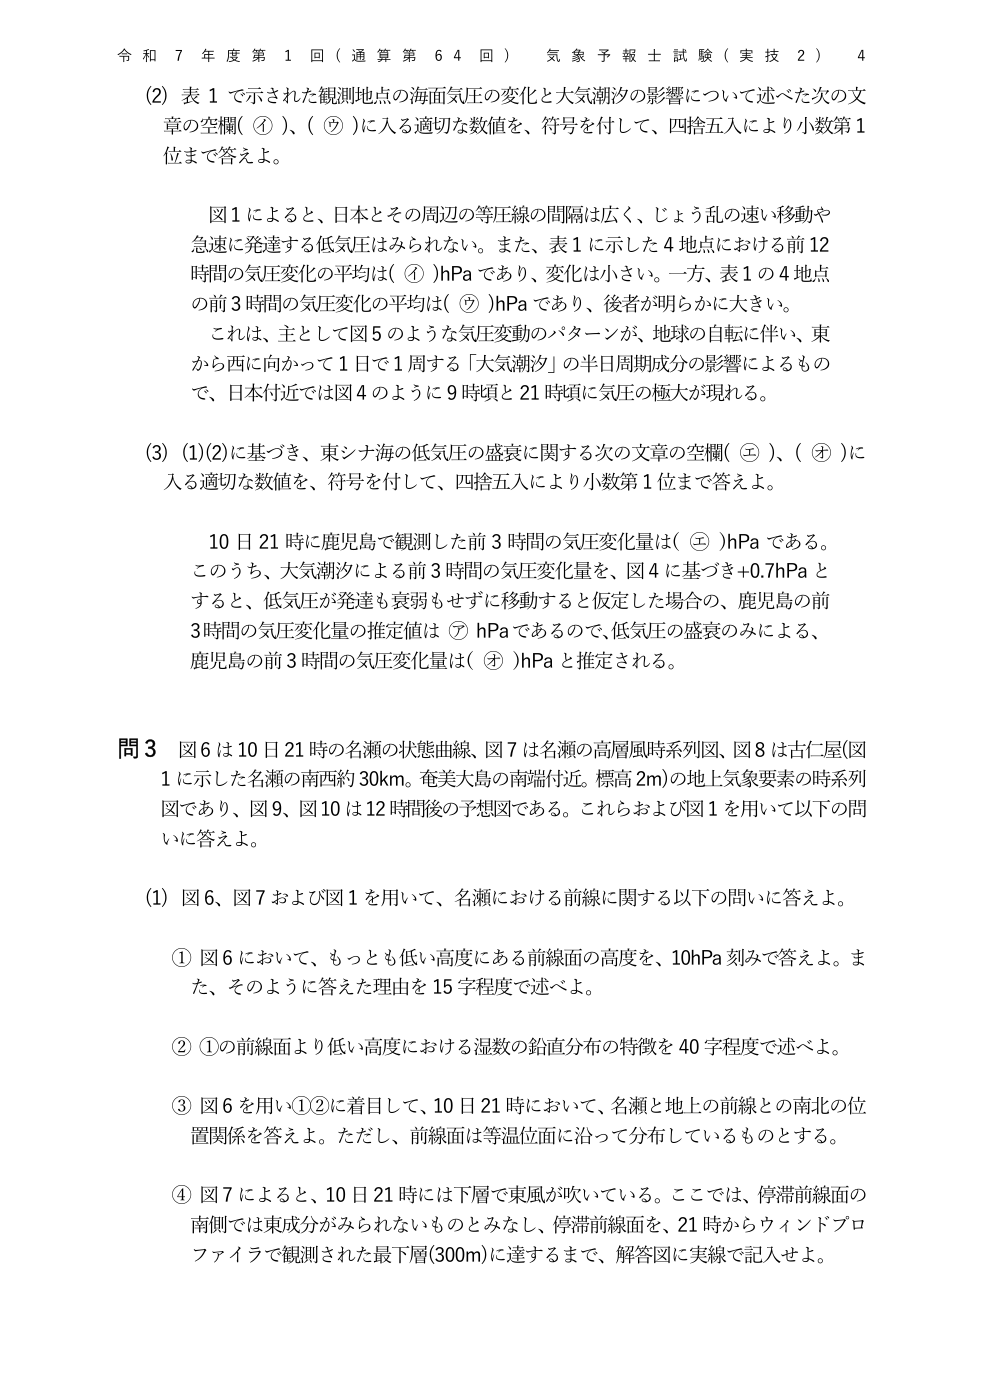 令和7年度第1回(通算第64回) 気象予報士試験(実技2) 4
(2) 表1で示された観測地点の海面気圧の変化と大気潮汐の影響について述べた次の文
章の空欄( ㋑ )、( ㋒ )に入る適切な数値を、符号を付して、四捨五入により小数第1
位まで答えよ。
図1によると、日本とその周辺の等圧線の間隔は広く、じょう乱の速い移動や
急速に発達する低気圧はみられない。また、表1に示した4地点における前12
時間の気圧変化の平均は( ㋑ )hPaであり、変化は小さい。一方、表1の4地点
の前3時間の気圧変化の平均は( ㋒ )hPaであり、後者が明らかに大きい。
これは、主として図5のような気圧変動のパターンが、地球の自転に伴い、東
から西に向かって1日で1周する「大気潮汐」の半日周期成分の影響によるもの
で、日本付近では図4のように9時頃と21時頃に気圧の極大が現れる。
(3) (1)(2)に基づき、東シナ海の低気圧の盛衰に関する次の文章の空欄( ㋓ )、( ㋔ )に
入る適切な数値を、符号を付して、四捨五入により小数第1位まで答えよ。
10日21時に鹿児島で観測した前3時間の気圧変化量は( ㋓ )hPaである。
このうち、大気潮汐による前3時間の気圧変化量を、図4に基づき+0.7hPaと
すると、低気圧が発達も衰弱もせずに移動すると仮定した場合の、鹿児島の前
3時間の気圧変化量の推定値は ㋐ hPaであるので、低気圧の盛衰のみによる、
鹿児島の前3時間の気圧変化量は( ㋔ )hPaと推定される。
問3 図6は10日21時の名瀬の状態曲線、図7は名瀬の高層風時系列図、図8は古仁屋(図
1に示した名瀬の南西約30km。奄美大島の南端付近。標高2m)の地上気象要素の時系列
図であり、図9、図10は12時間後の予想図である。これらおよび図1を用いて以下の問
いに答えよ。
(1) 図6、図7および図1を用いて、名瀬における前線に関する以下の問いに答えよ。
① 図6において、もっとも低い高度にある前線面の高度を、10hPa刻みで答えよ。ま
た、そのように答えた理由を15字程度で述べよ。
② ①の前線面より低い高度における湿数の鉛直分布の特徴を40字程度で述べよ。
③ 図6を用い①②に着目して、10日21時において、名瀬と地上の前線との南北の位
置関係を答えよ。ただし、前線面は等温位面に沿って分布しているものとする。
④ 図7によると、10日21時には下層で東風が吹いている。ここでは、停滞前線面の
南側では東成分がみられないものとみなし、停滞前線面を、21時からウィンドプロ
ファイラで観測された最下層(300m)に達するまで、解答図に実線で記入せよ。